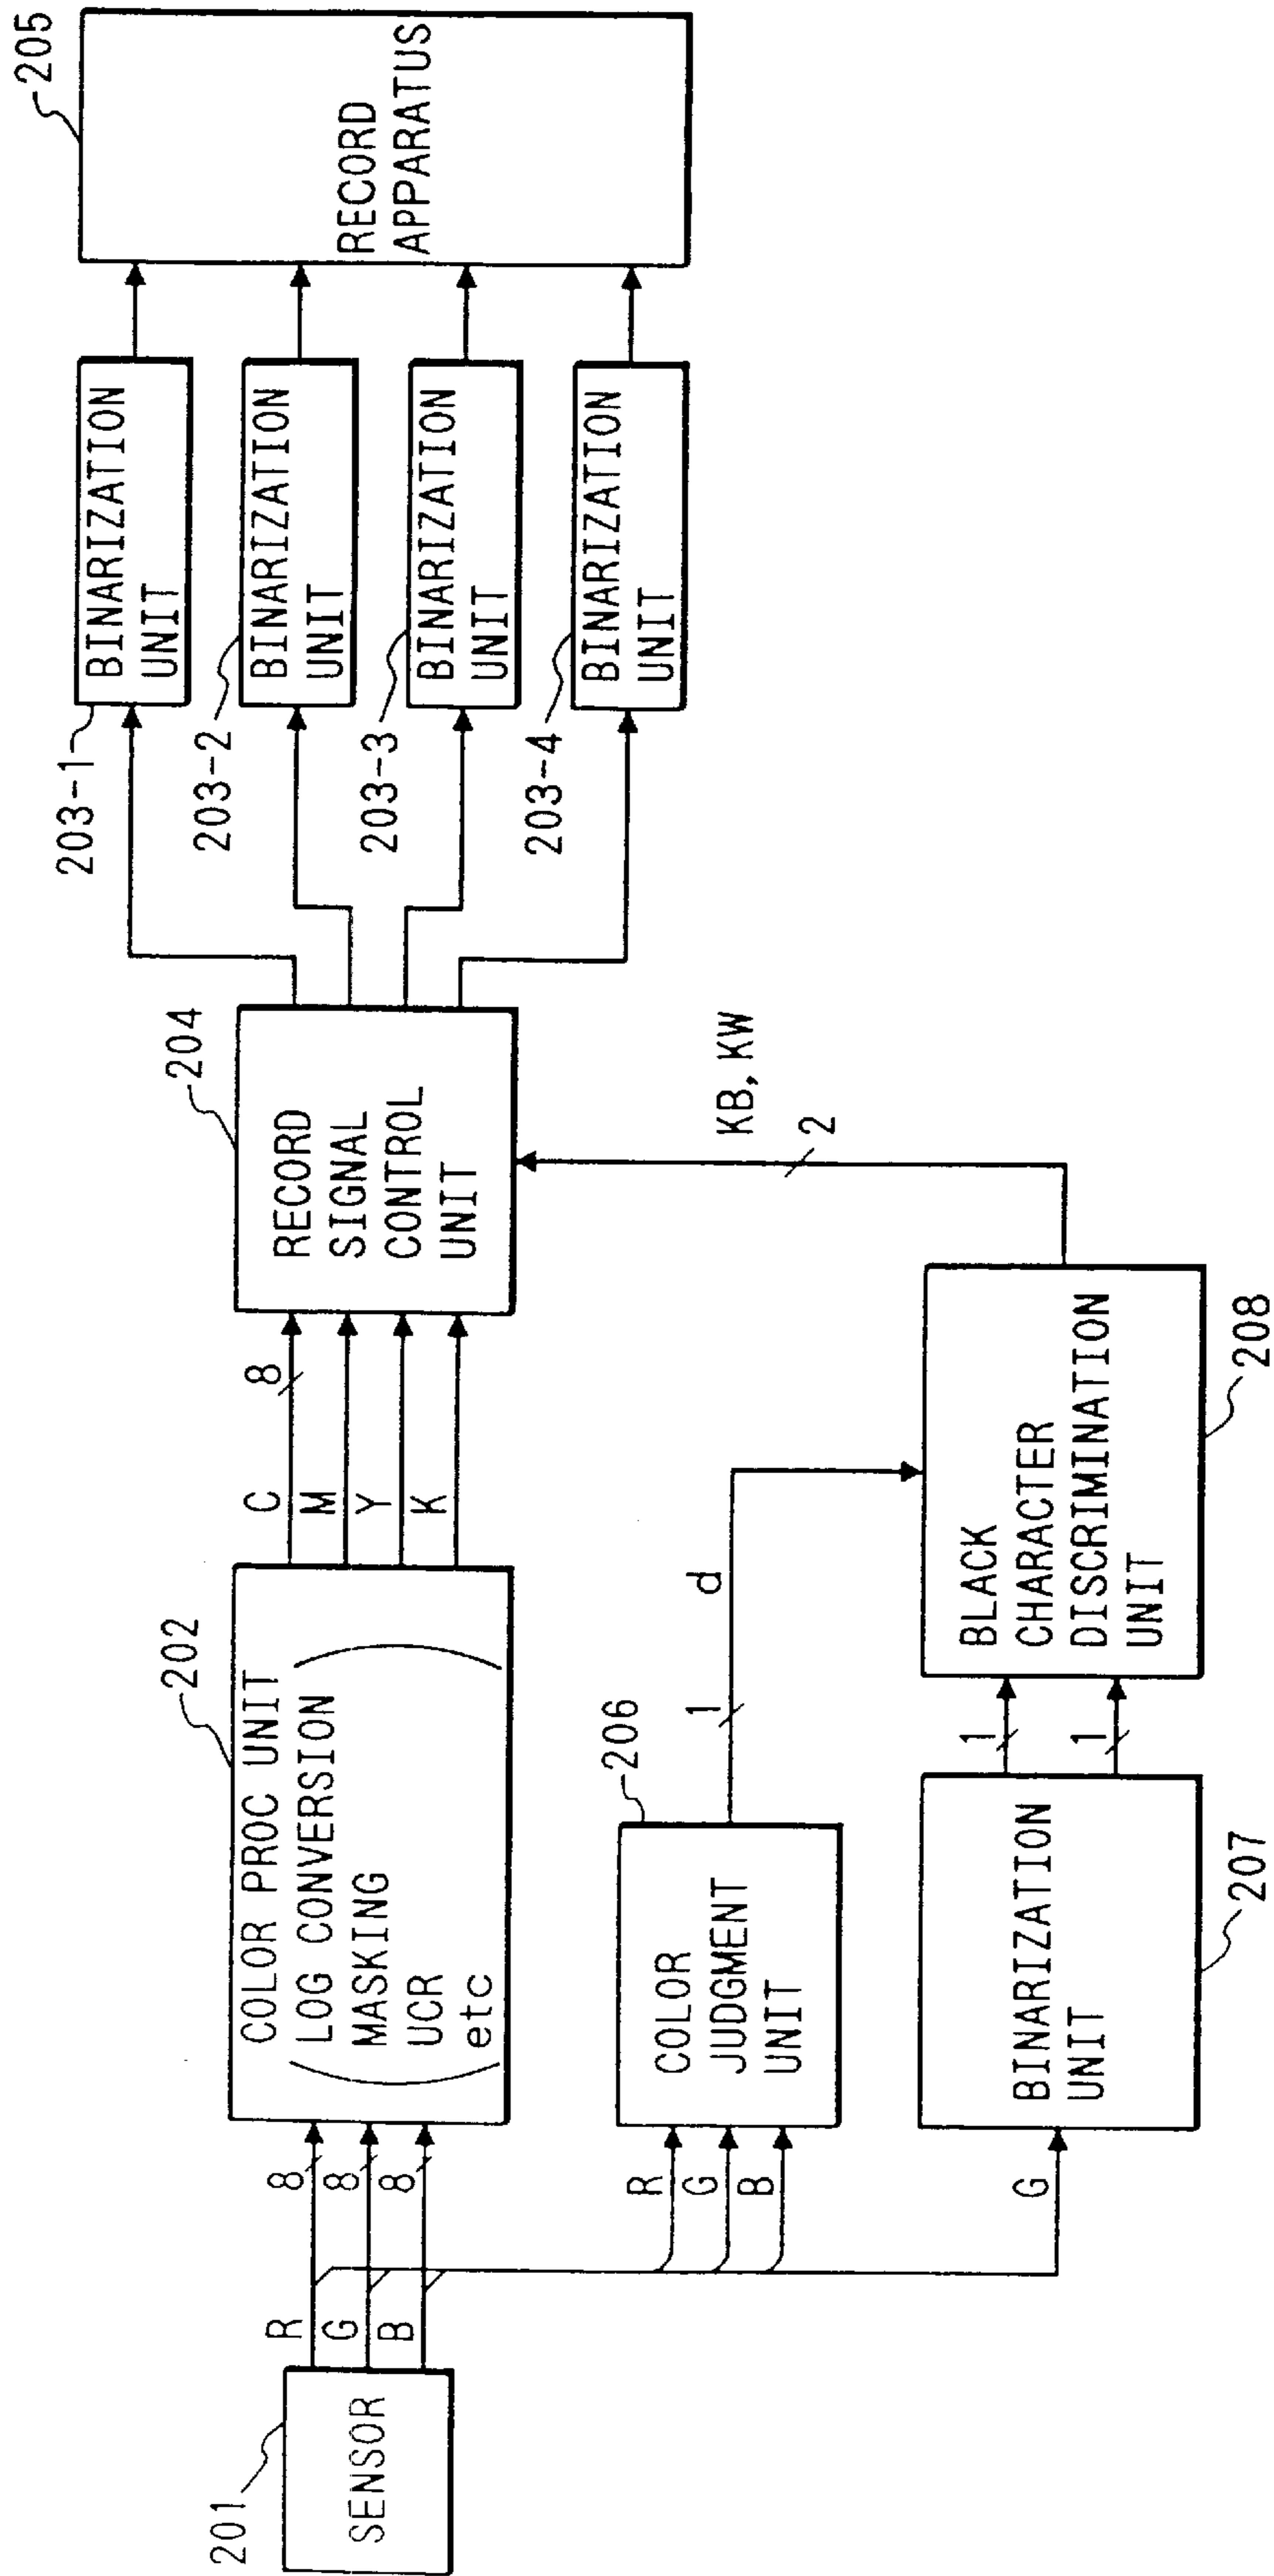 201
SENSOR
R
G
B
8
8
8
202
COLOR PROC UNIT
LOG CONVERSION
MASKING
UCR
etc
C
M
Y
K
8
204
RECORD
SIGNAL
CONTROL
UNIT
203-1
BINARIZATION
UNIT
203-2
BINARIZATION
UNIT
203-3
BINARIZATION
UNIT
203-4
BINARIZATION
UNIT
205
RECORD
APPARATUS
R
G
B
206
COLOR
JUDGMENT
UNIT
1
d
G
BINARIZATION
UNIT
207
1
1
BLACK
CHARACTER
DISCRIMINATION
UNIT
208
2
KB, KW